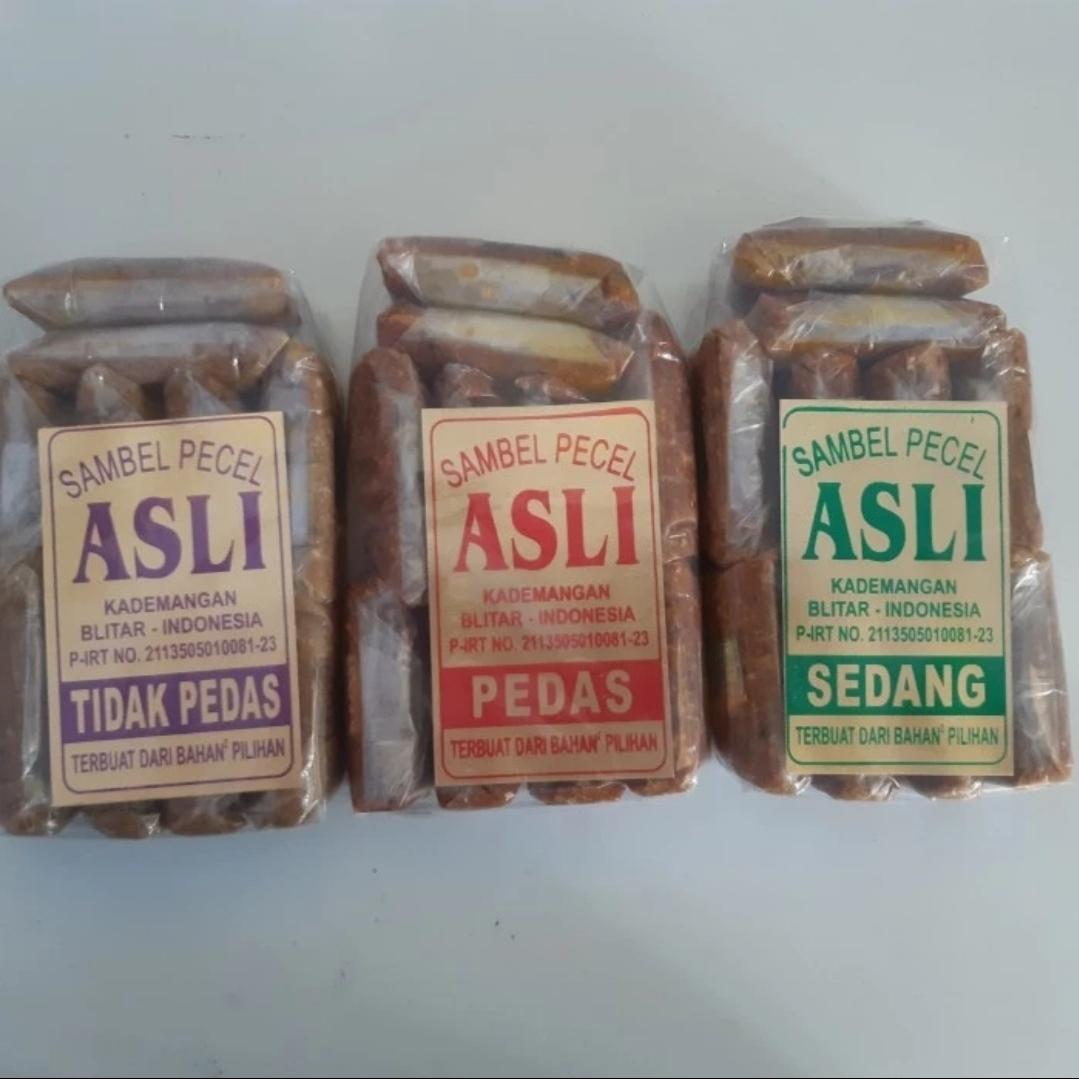 SAMBEL PECEL
ASLI
KADEMANGAN
BLITAR - INDONESIA
P-IRT NO. 2113505010081-23
TIDAK PEDAS
TERBUAT DARI BAHAN² PILIHAN
SAMBEL PECEL
ASLI
KADEMANGAN
BLITAR - INDONESIA
P-IRT NO. 2113505010081-23
PEDAS
TERBUAT DARI BAHAN² PILIHAN
SAMBEL PECEL
ASLI
KADEMANGAN
BLITAR - INDONESIA
P-IRT NO. 2113505010081-23
SEDANG
TERBUAT DARI BAHAN² PILIHAN